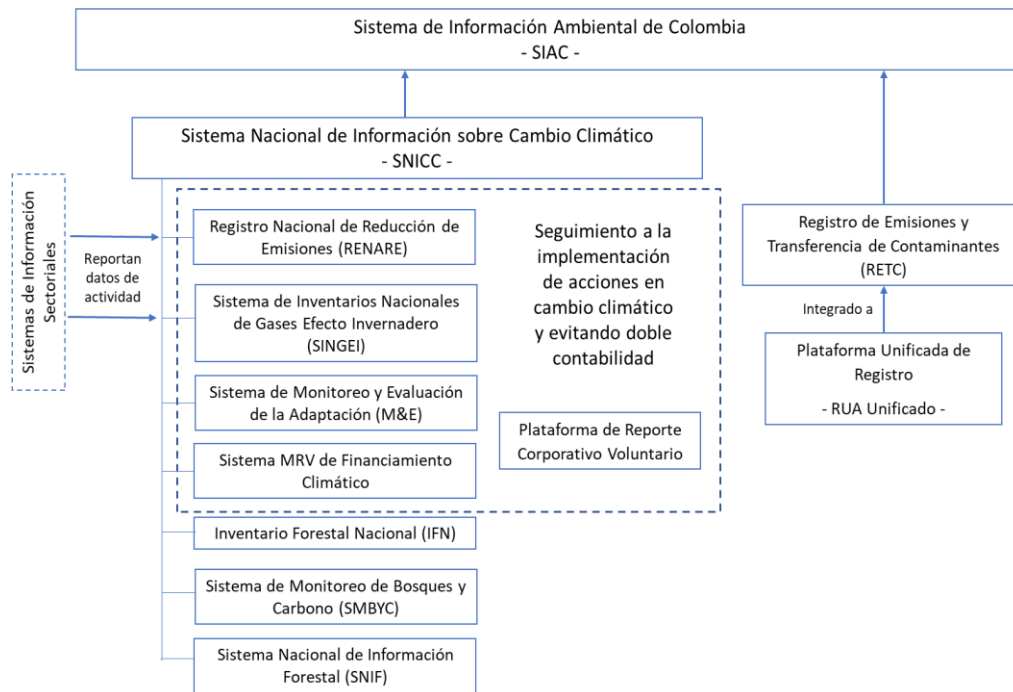 Sistema de Información Ambiental de Colombia
- SIAC -
Sistema Nacional de Información sobre Cambio Climático
- SNICC -
Sistemas de Información
Sectoriales
Reportan
datos de
actividad
Registro Nacional de Reducción de
Emisiones (RENARE)
Sistema de Inventarios Nacionales
de Gases Efecto Invernadero
(SINGEI)
Sistema de Monitoreo y Evaluación
de la Adaptación (M&E)
Sistema MRV de Financiamiento
Climático
Inventario Forestal Nacional (IFN)
Sistema de Monitoreo de Bosques y
Carbono (SMBYC)
Sistema Nacional de Información
Forestal (SNIF)
Seguimiento a la
implementación
de acciones en
cambio climático
y evitando doble
contabilidad
Plataforma de Reporte
Corporativo Voluntario
Registro de Emisiones y
Transferencia de Contaminantes
(RETC)
Integrado a
Plataforma Unificada de
Registro
- RUA Unificado -